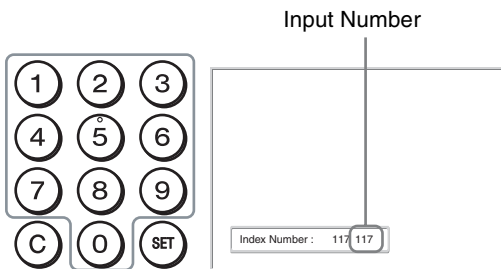 Input Number
1 2 3
4 5 6
7 8 9
C 0 SET
Index Number : 117 117